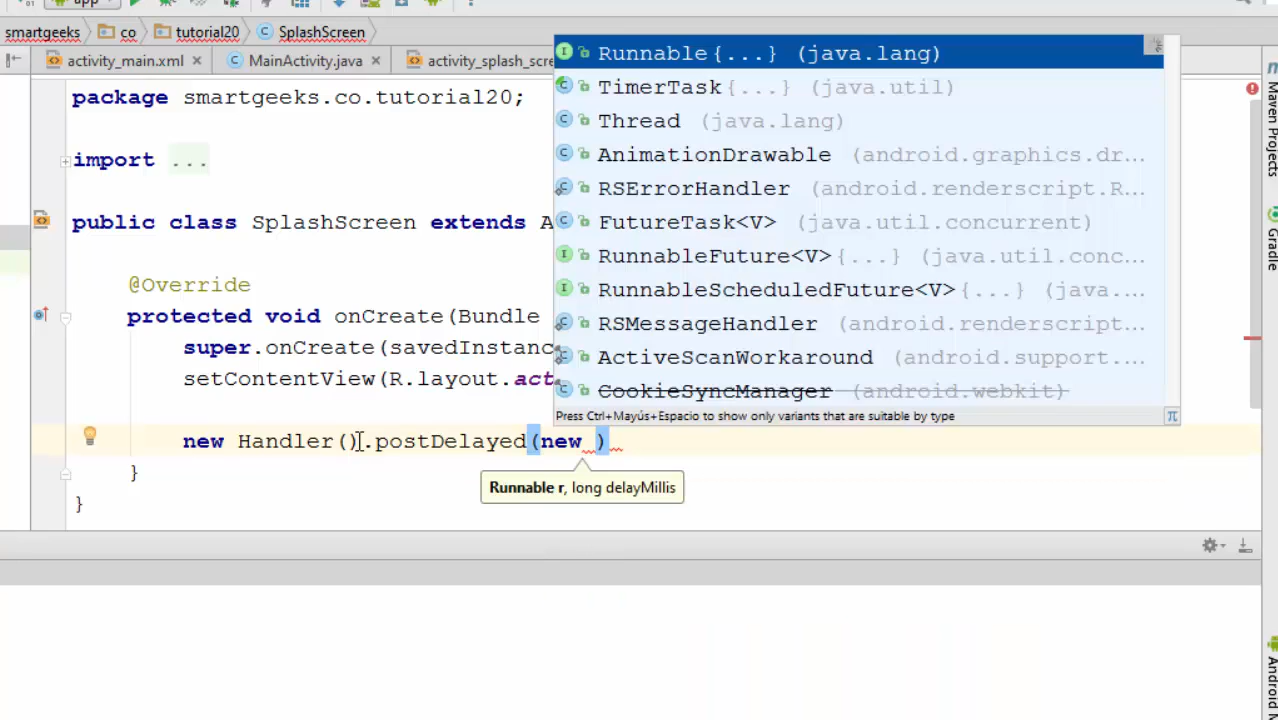 app
smartgeeks co tutorial20 SplashScreen
activity_main.xml MainActivity.java activity_splash_scre
package smartgeeks.co.tutorial20;
import ...
public class SplashScreen extends A
@Override
protected void onCreate(Bundle
super.onCreate(savedInstanc
setContentView(R.layout.act
new Handler().postDelayed(new )
}
}
Runnable{...} (java.lang)
TimerTask{...} (java.util)
Thread (java.lang)
AnimationDrawable (android.graphics.dr...
RSErrorHandler (android.renderscript.R...
FutureTask<V> (java.util.concurrent)
RunnableFuture<V>{...} (java.util.conc...
RunnableScheduledFuture<V>{...} (java....
RSMessageHandler (android.renderscript...
ActiveScanWorkaround (android.support....
CookieSyncManager (android.webkit)
Press Ctrl+Mayús+Espacio to show only variants that are suitable by type
π
Runnable r, long delayMillis
Maven Projects
Gradle
Android M